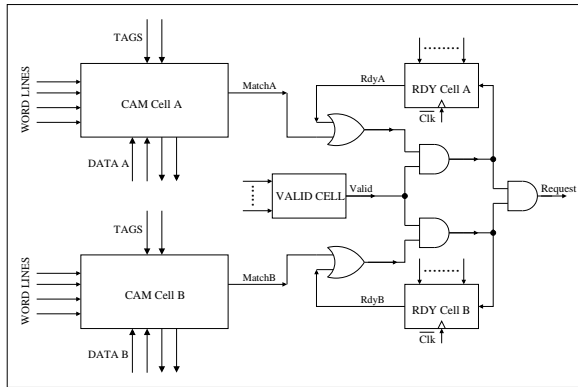 TAGS
WORD LINES
CAM Cell A
MatchA
DATA A
RdyA
RDY Cell A
Clk
VALID CELL
Valid
Request
TAGS
WORD LINES
CAM Cell B
MatchB
DATA B
RdyB
RDY Cell B
Clk